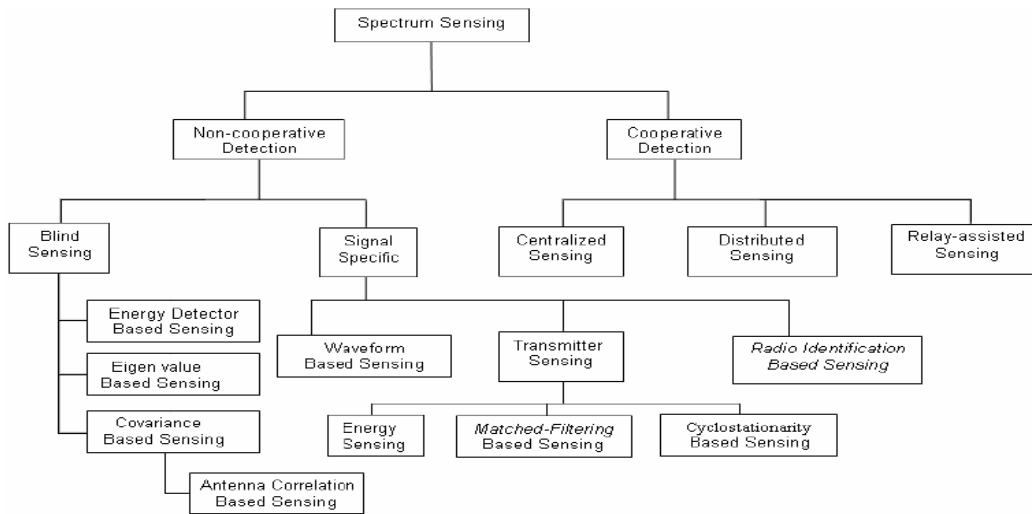 Spectrum Sensing
Non-cooperative
Detection
Cooperative
Detection
Blind
Sensing
Signal
Specific
Centralized
Sensing
Distributed
Sensing
Relay-assisted
Sensing
Energy Detector
Based Sensing
Eigen value
Based Sensing
Covariance
Based Sensing
Antenna Correlation
Based Sensing
Waveform
Based Sensing
Transmitter
Sensing
Radio Identification
Based Sensing
Energy
Sensing
Matched-Filtering
Based Sensing
Cyclostationarity
Based Sensing